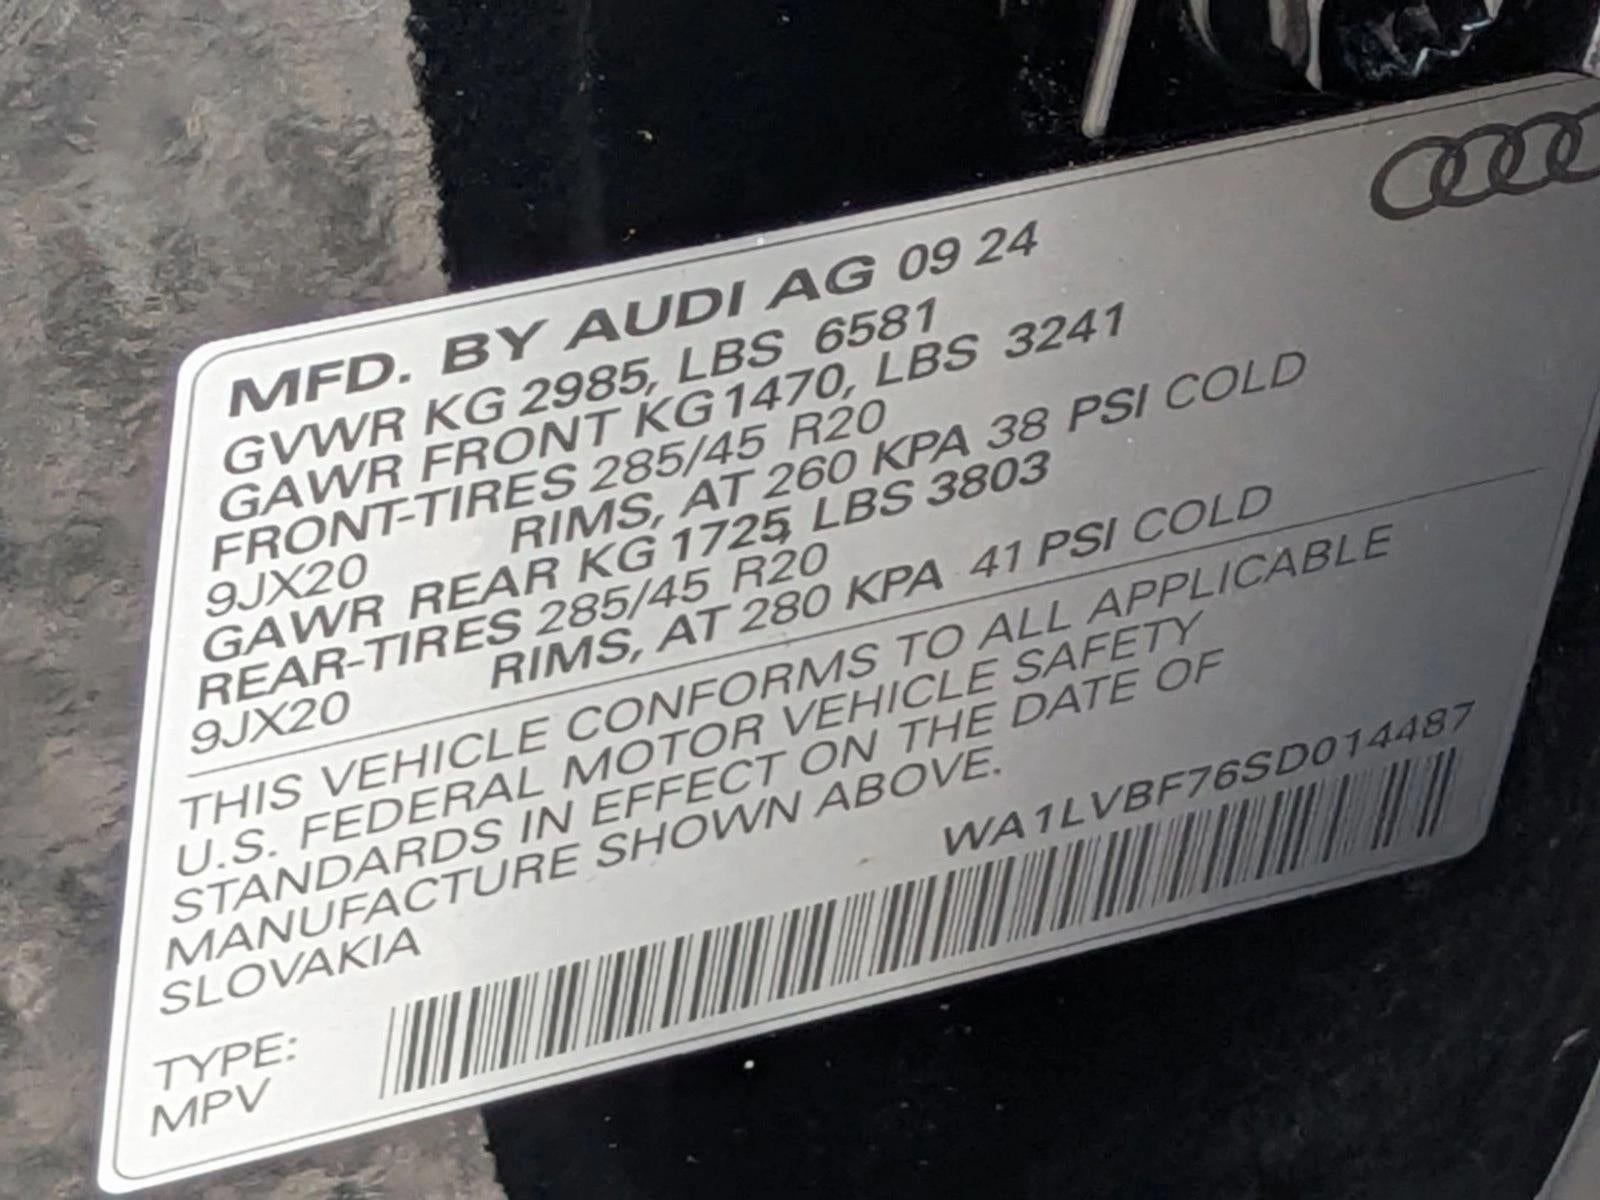 MFD. BY AUDI AG 09 24
GVWR KG 2985, LBS 6581
GAWR FRONT KG1470, LBS 3241
FRONT-TIRES 285/45 R20
9JX20 RIMS, AT 260 KPA 38 PSI COLD
GAWR REAR KG 1725, LBS 3803
REAR-TIRES 285/45 R20
9JX20 RIMS, AT 280 KPA 41 PSI COLD
THIS VEHICLE CONFORMS TO ALL APPLICABLE
U.S. FEDERAL MOTOR VEHICLE SAFETY
STANDARDS IN EFFECT ON THE DATE OF
MANUFACTURE SHOWN ABOVE.
SLOVAKIA
WA1LVBF76SD014487
TYPE:
MPV